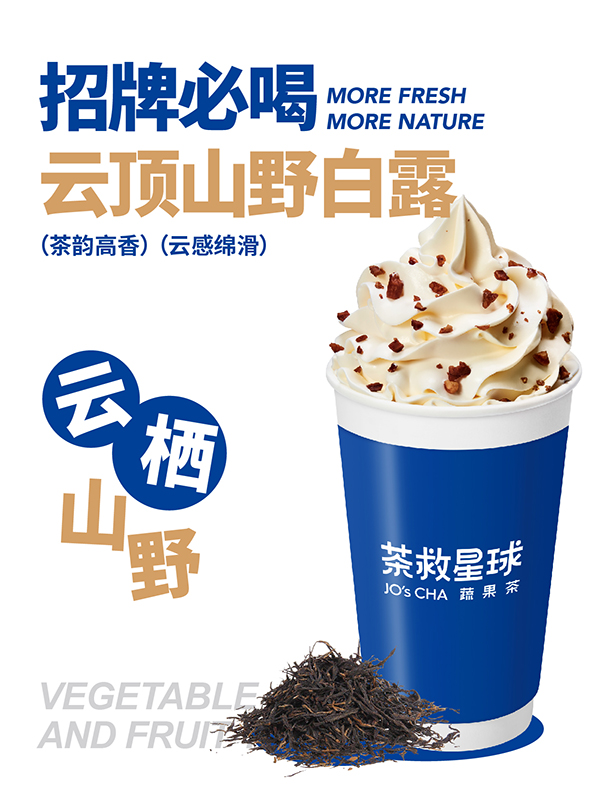 招牌必喝
MORE FRESH
MORE NATURE
云顶山野白露
（茶韵高香）（云感绵滑）
云栖
山野
茶救星球
JO's CHA 蔬果茶
VEGETABLE
AND FRUIT